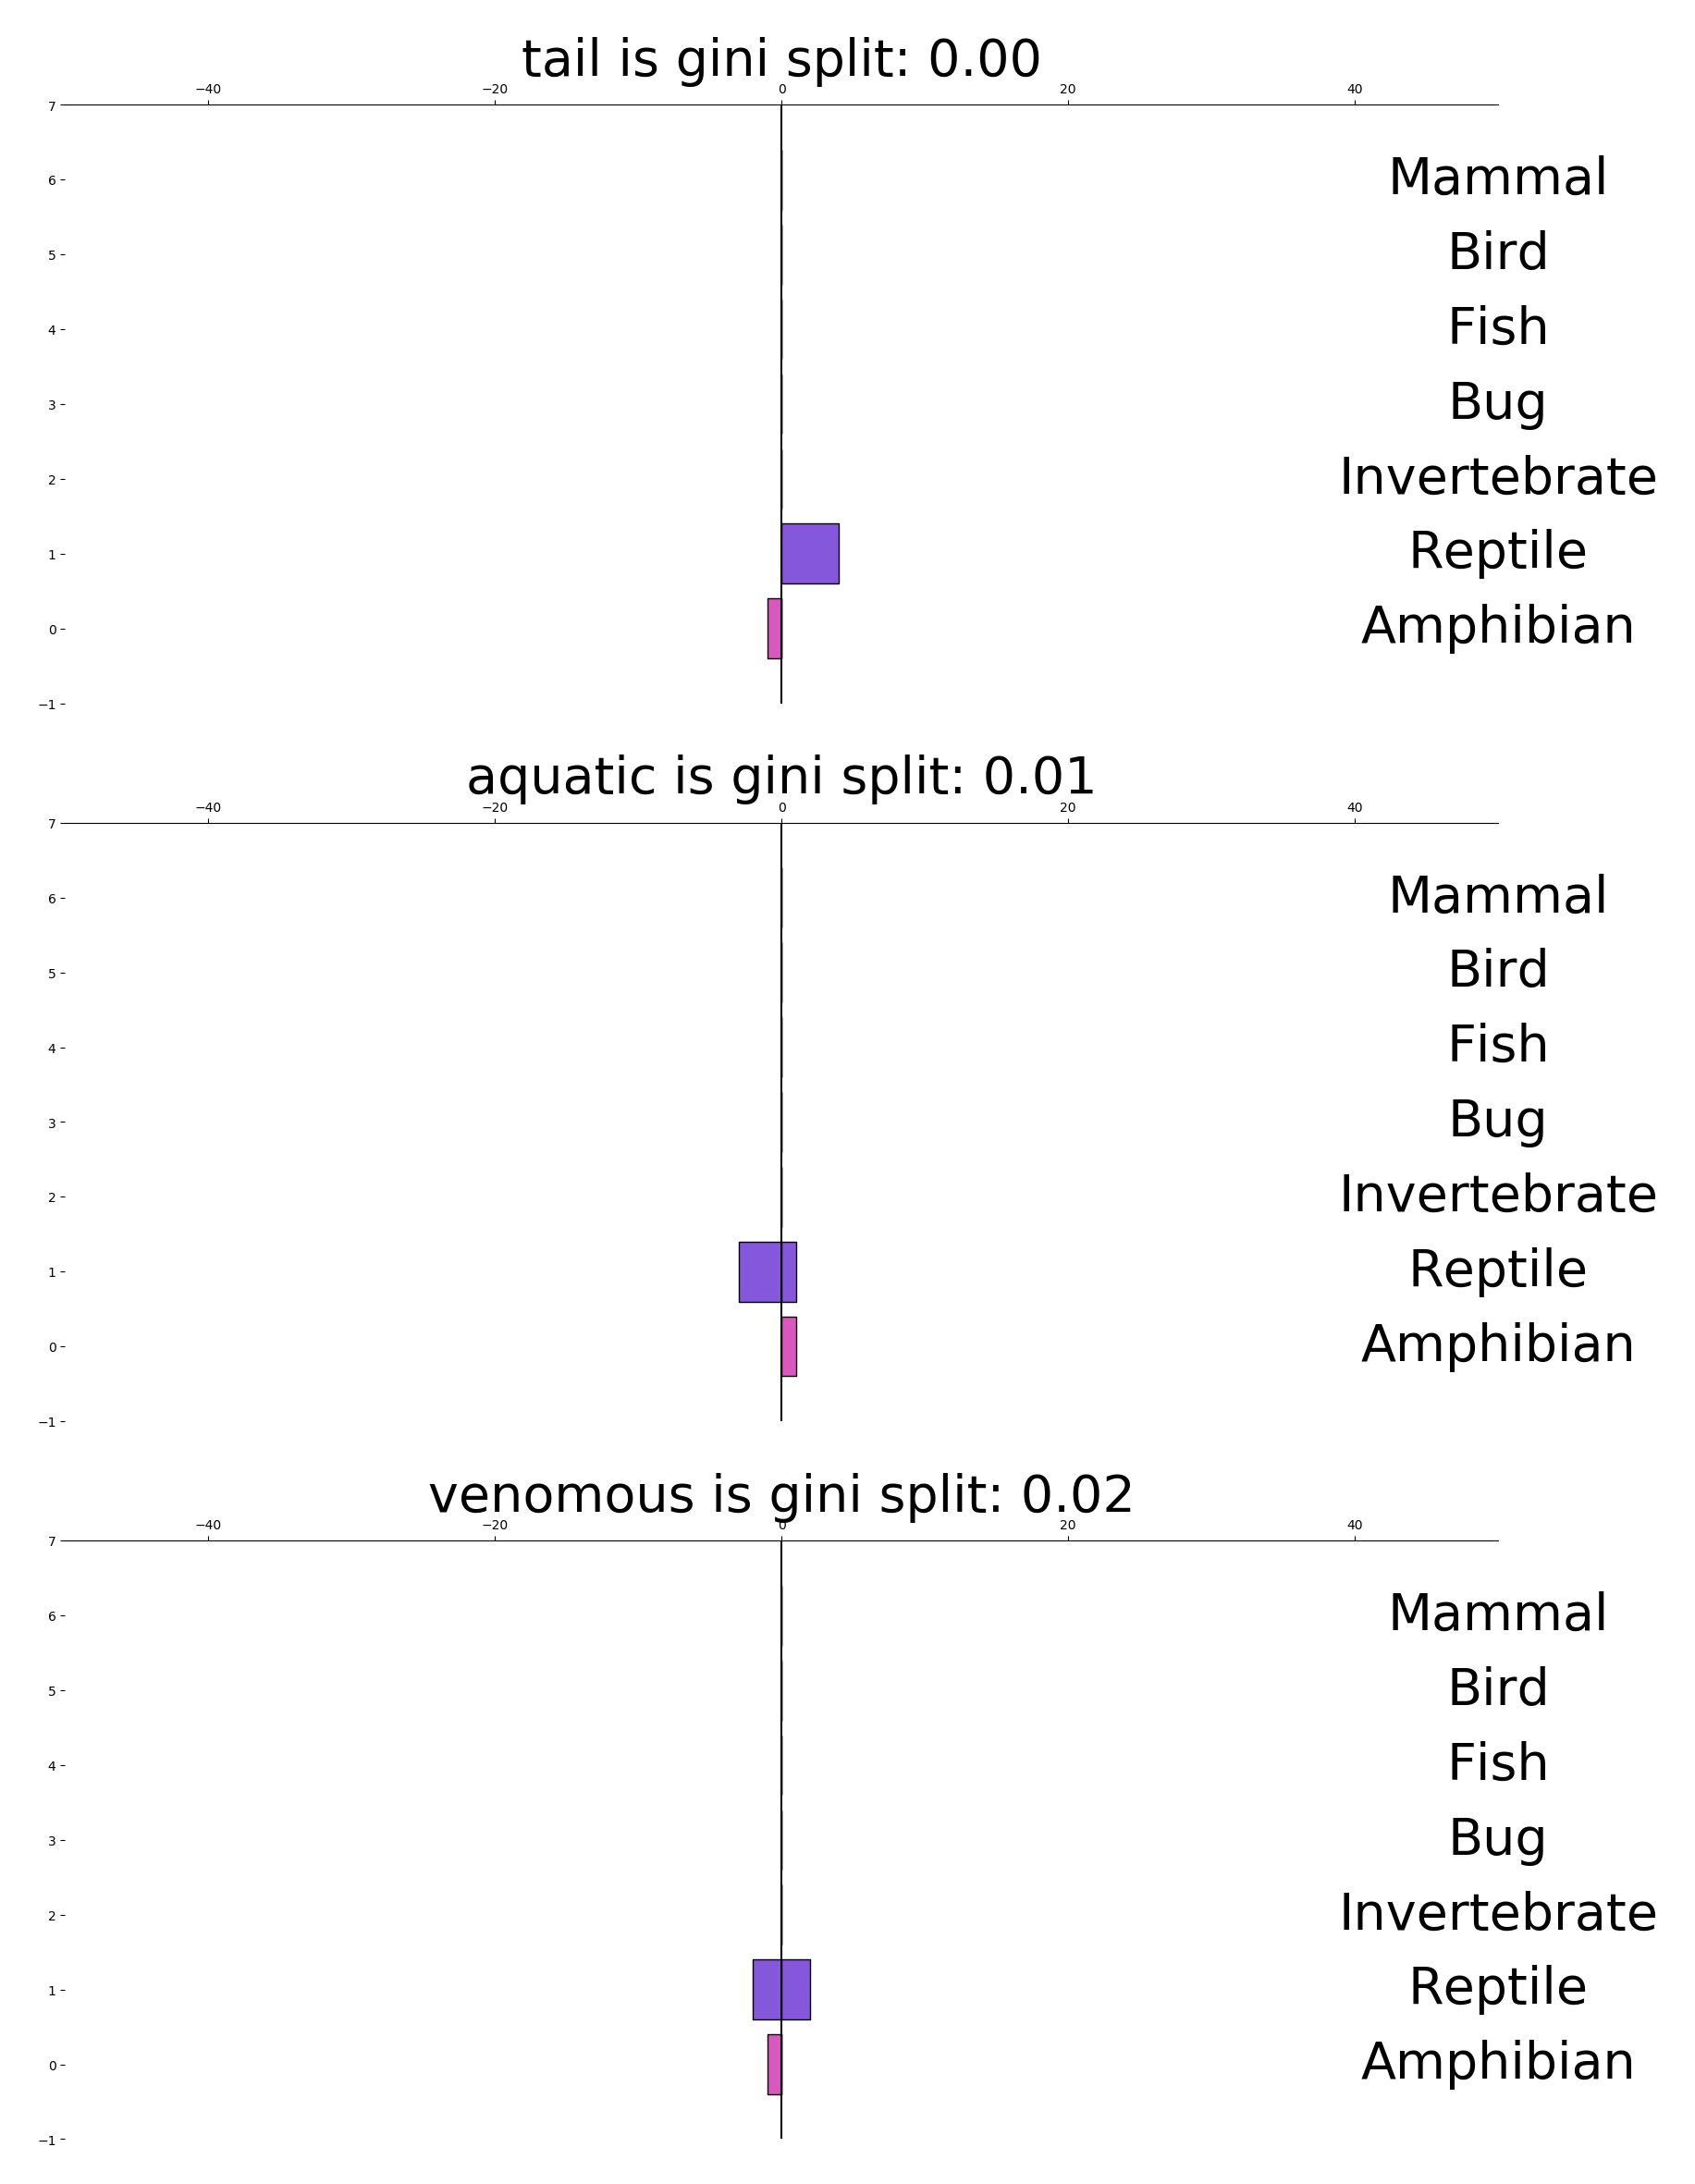 tail is gini split: 0.00
−40 −20 0 20 40
7
6 Mammal
5 Bird
4 Fish
3 Bug
2 Invertebrate
1 Reptile
0 Amphibian
−1
aquatic is gini split: 0.01
−40 −20 0 20 40
7
6 Mammal
5 Bird
4 Fish
3 Bug
2 Invertebrate
1 Reptile
0 Amphibian
−1
venomous is gini split: 0.02
−40 −20 0 20 40
7
6 Mammal
5 Bird
4 Fish
3 Bug
2 Invertebrate
1 Reptile
0 Amphibian
−1